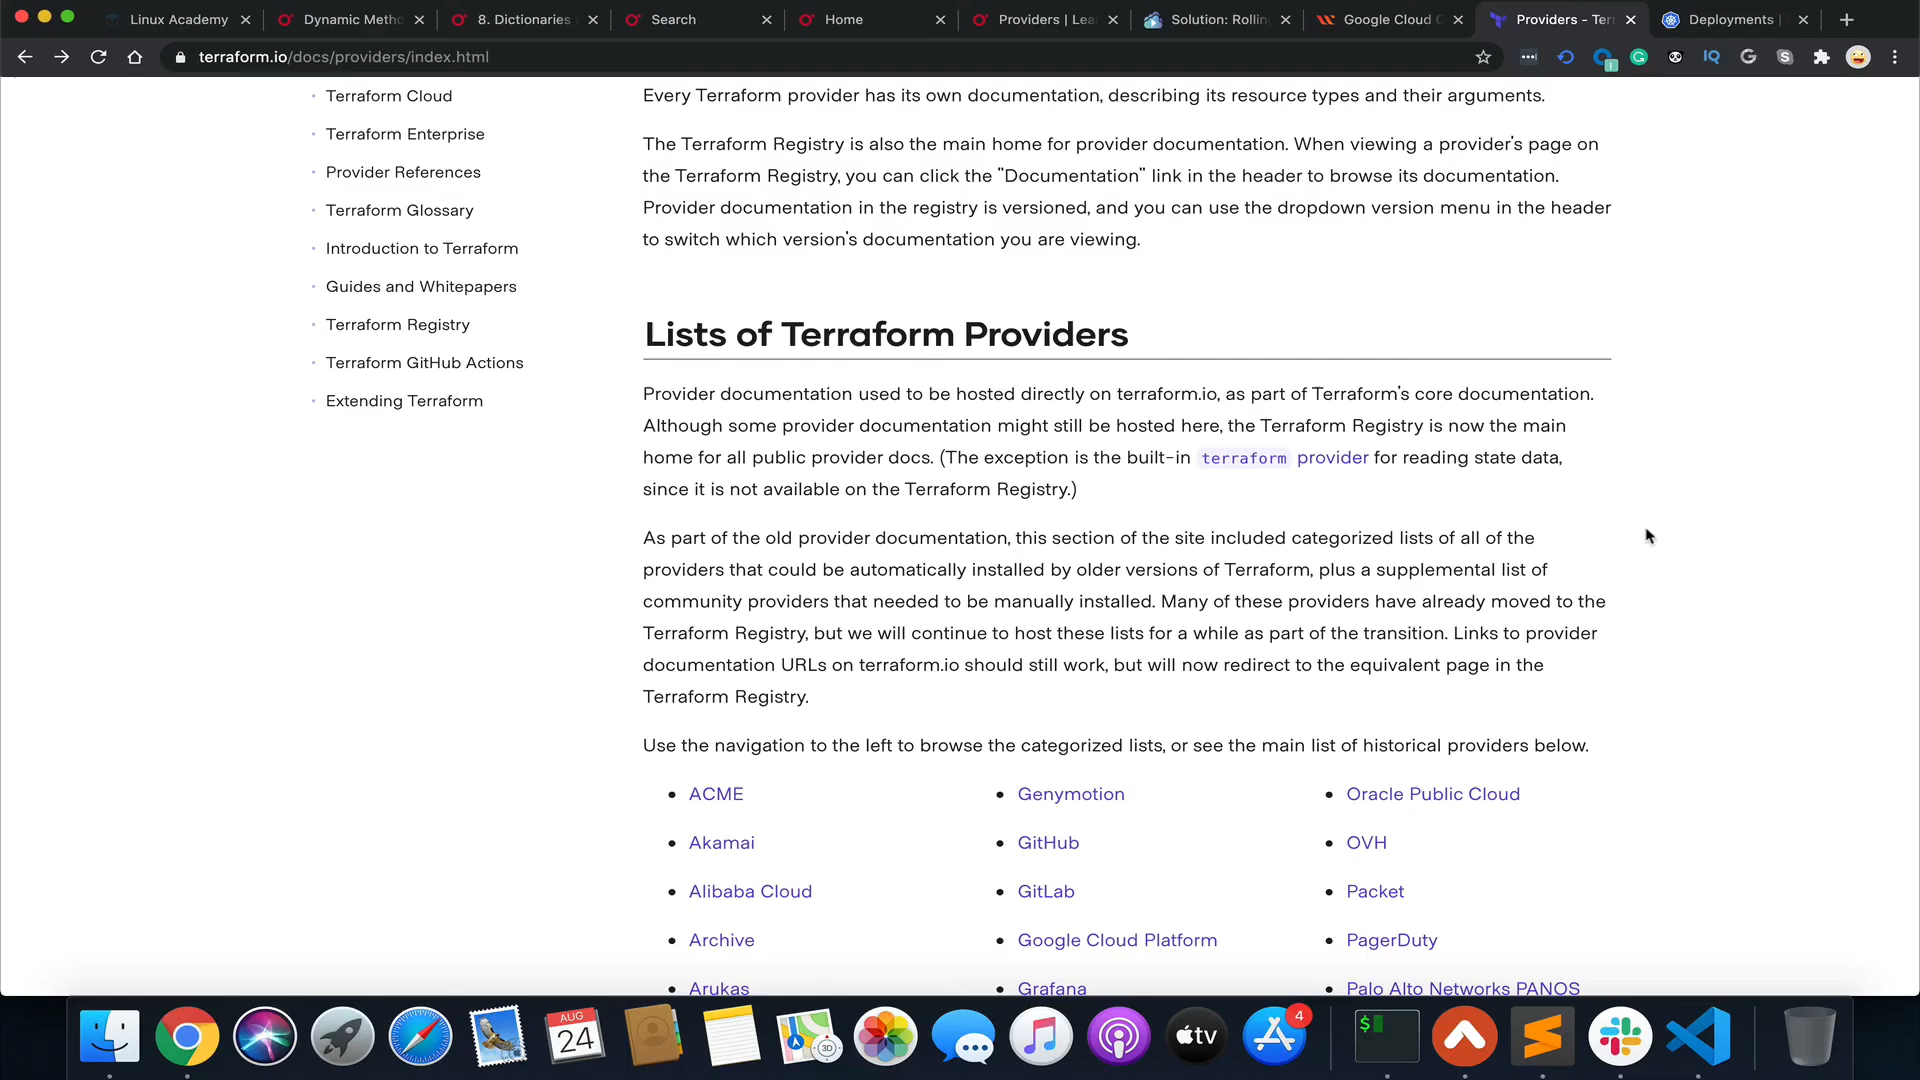 Linux Academy
Dynamic Metho
8. Dictionaries
Search
Home
Providers | Lea
Solution: Rollin
Google Cloud
Providers - Ter
Deployments |
terraform.io/docs/providers/index.html
IQ
Terraform Cloud
Terraform Enterprise
Provider References
Terraform Glossary
Introduction to Terraform
Guides and Whitepapers
Terraform Registry
Terraform GitHub Actions
Extending Terraform
Every Terraform provider has its own documentation, describing its resource types and their arguments.
The Terraform Registry is also the main home for provider documentation. When viewing a provider's page on
the Terraform Registry, you can click the "Documentation" link in the header to browse its documentation.
Provider documentation in the registry is versioned, and you can use the dropdown version menu in the header
to switch which version's documentation you are viewing.
Lists of Terraform Providers
Provider documentation used to be hosted directly on terraform.io, as part of Terraform's core documentation.
Although some provider documentation might still be hosted here, the Terraform Registry is now the main
home for all public provider docs. (The exception is the built-in terraform provider for reading state data,
since it is not available on the Terraform Registry.)
As part of the old provider documentation, this section of the site included categorized lists of all of the
providers that could be automatically installed by older versions of Terraform, plus a supplemental list of
community providers that needed to be manually installed. Many of these providers have already moved to the
Terraform Registry, but we will continue to host these lists for a while as part of the transition. Links to provider
documentation URLs on terraform.io should still work, but will now redirect to the equivalent page in the
Terraform Registry.
Use the navigation to the left to browse the categorized lists, or see the main list of historical providers below.
ACME
Akamai
Alibaba Cloud
Archive
Arukas
Genymotion
GitHub
GitLab
Google Cloud Platform
Grafana
Oracle Public Cloud
OVH
Packet
PagerDuty
Palo Alto Networks PANOS
AUG
24
3D
tv
4
$